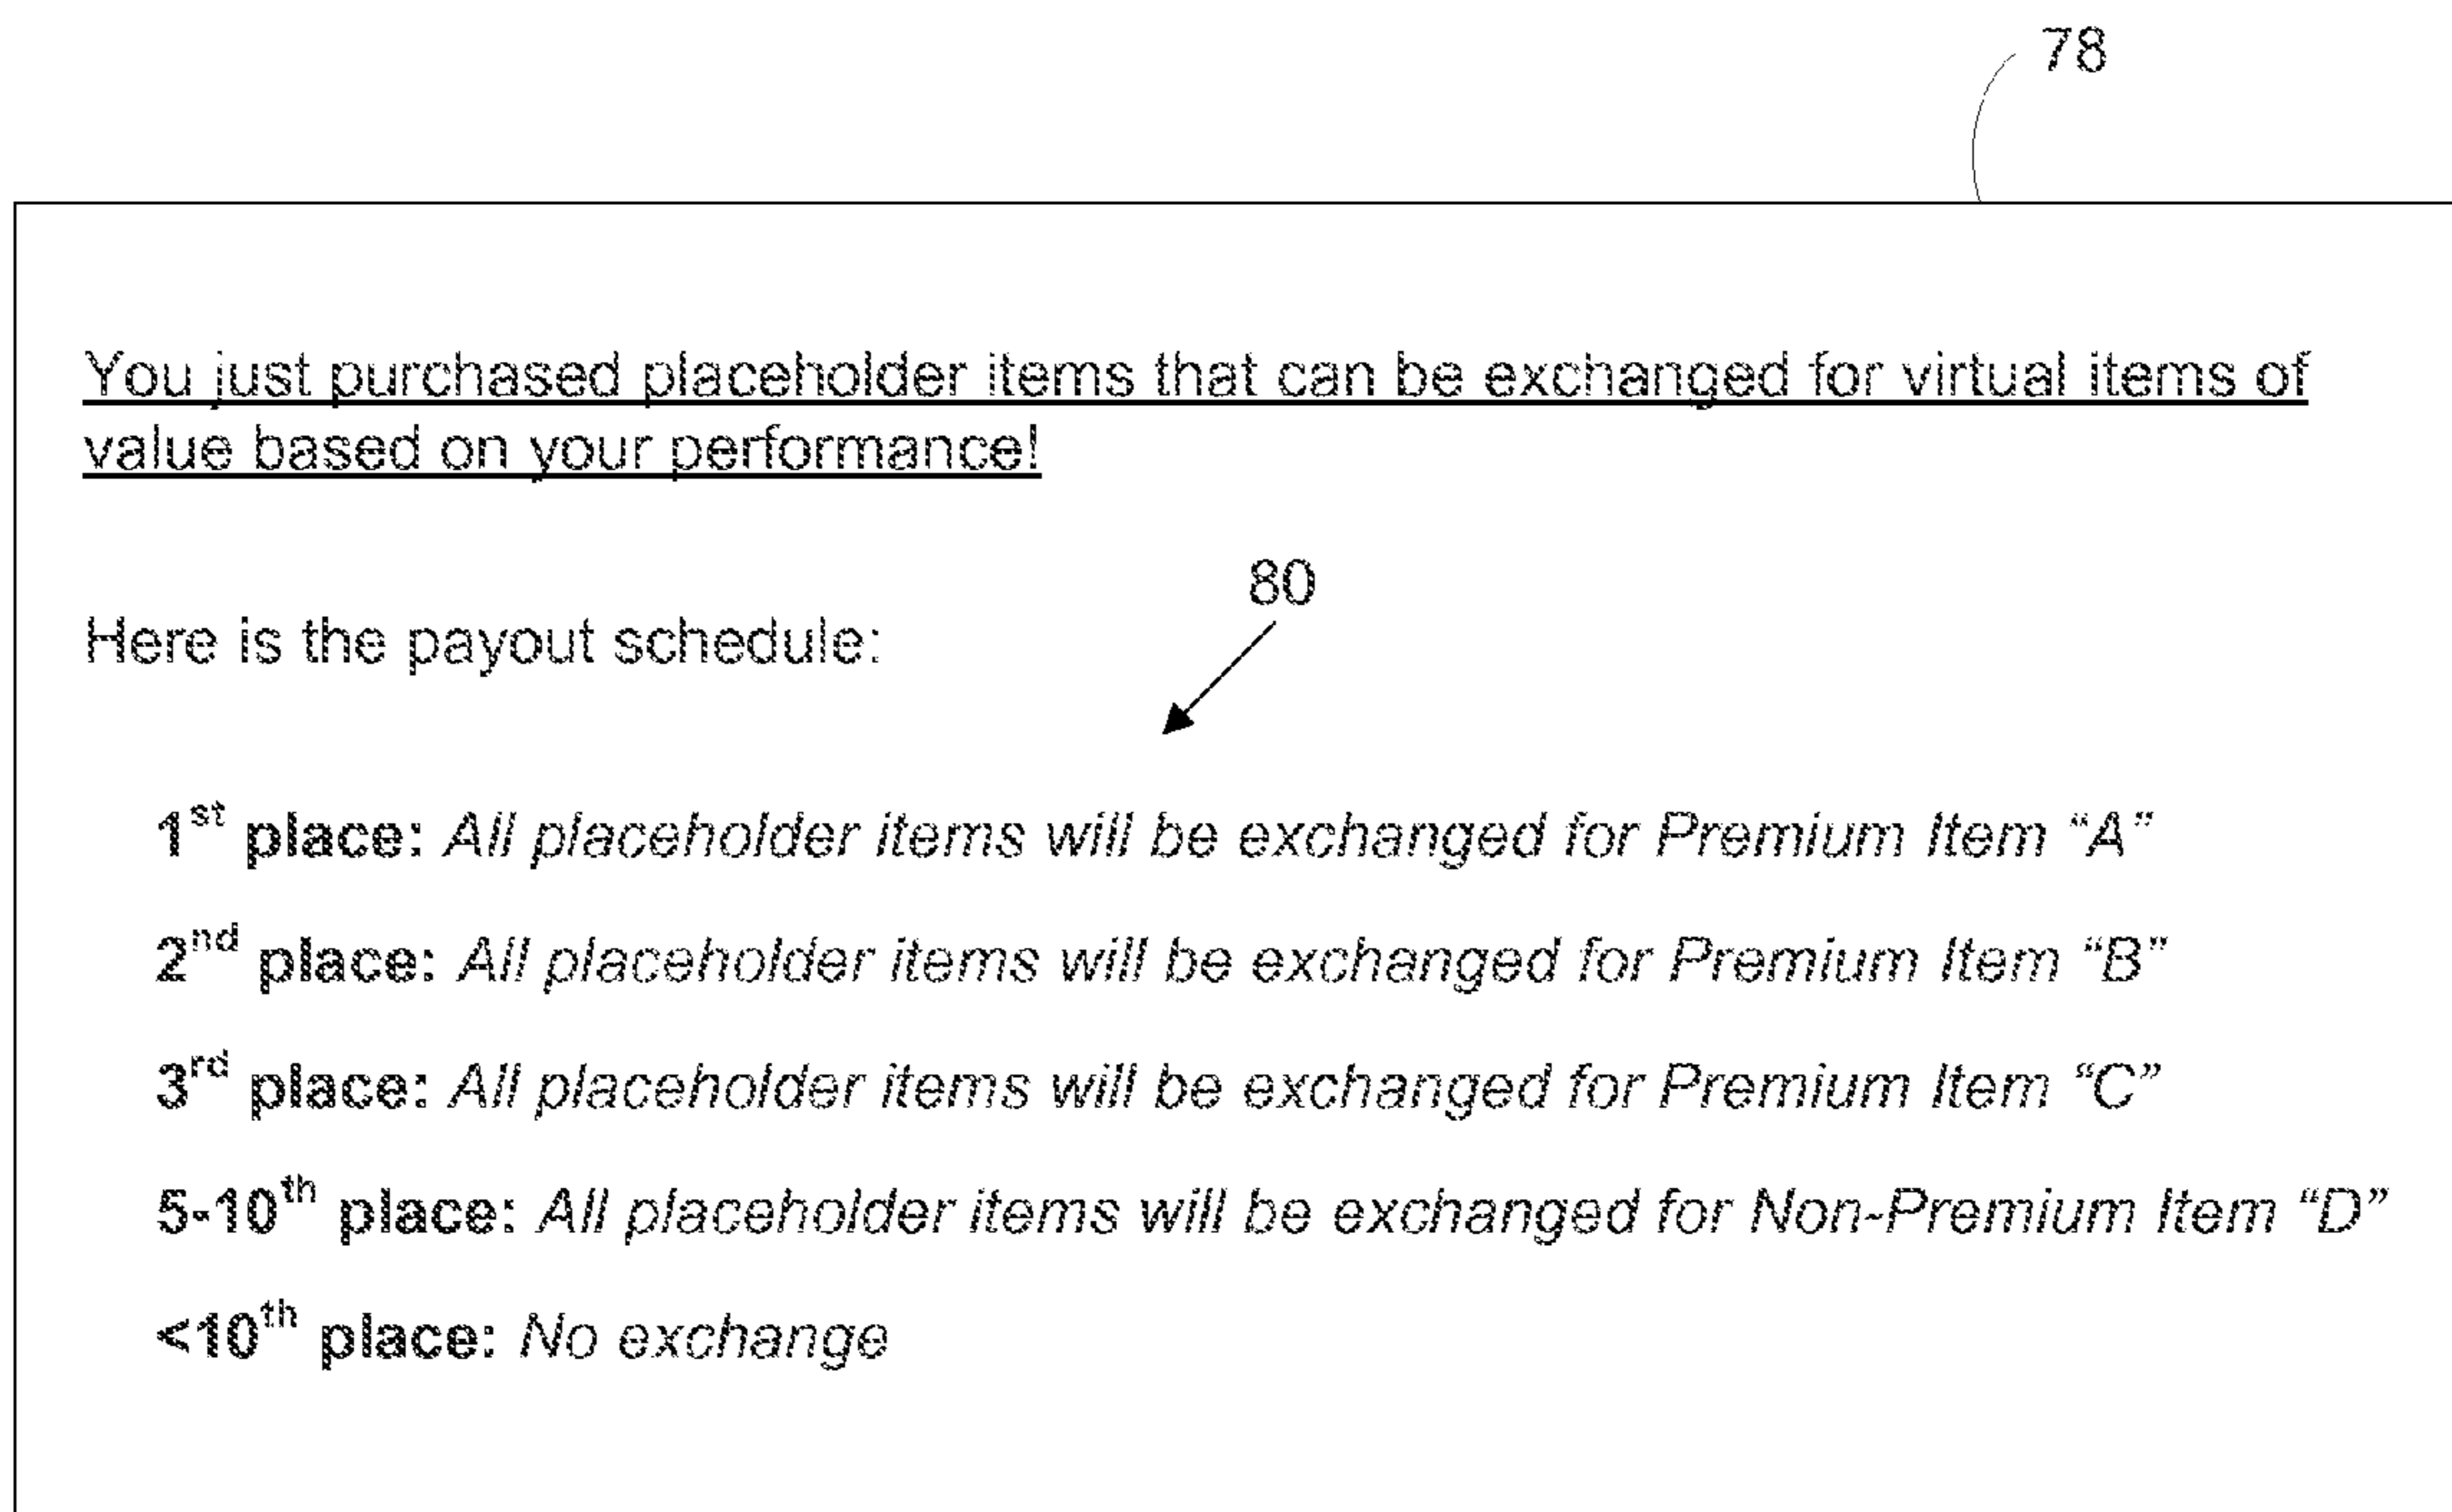 78
You just purchased placeholder items that can be exchanged for virtual items of
value based on your performance!
80
Here is the payout schedule:
1st place: All placeholder items will be exchanged for Premium Item “A”
2nd place: All placeholder items will be exchanged for Premium Item “B”
3rd place: All placeholder items will be exchanged for Premium Item “C”
5-10th place: All placeholder items will be exchanged for Non-Premium Item “D”
<10th place: No exchange